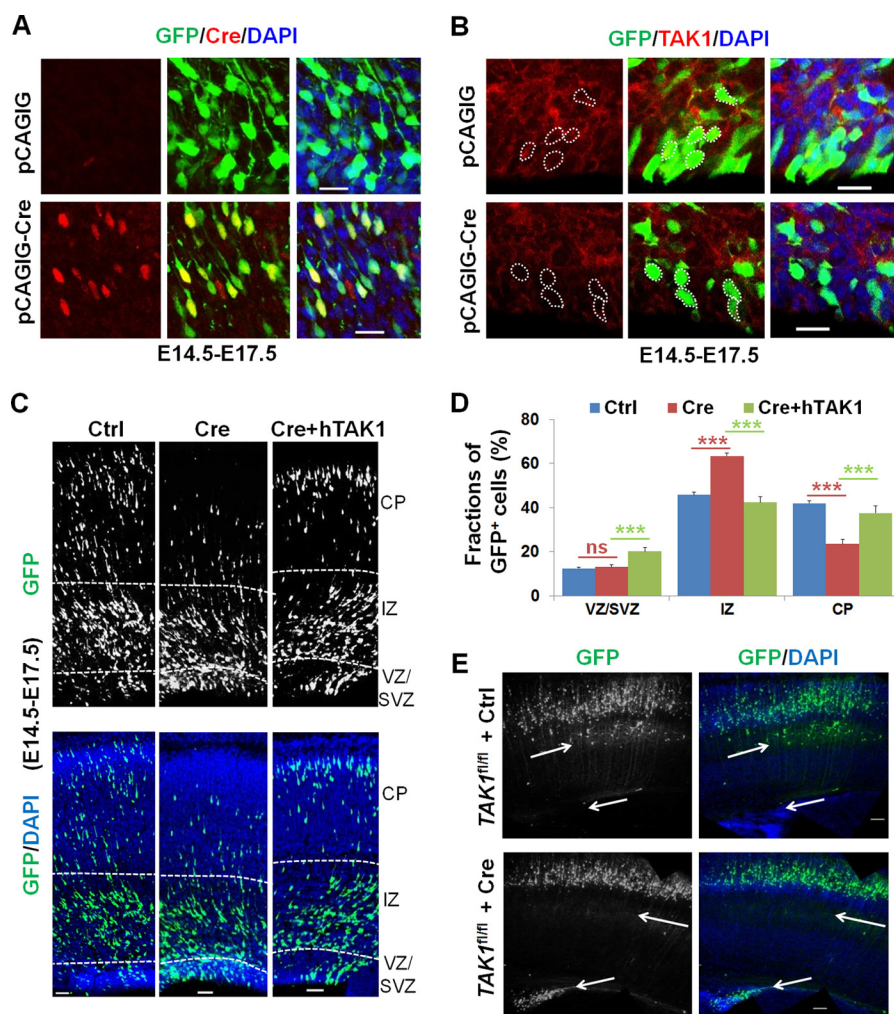 A
GFP/Cre/DAPI
pCAGIG
pCAGIG-Cre
E14.5-E17.5
B
GFP/TAK1/DAPI
pCAGIG
pCAGIG-Cre
E14.5-E17.5
C
Ctrl
Cre
Cre+hTAK1
GFP
(E14.5-E17.5)
GFP/DAPI
CP
IZ
VZ/
SVZ
CP
IZ
VZ/
SVZ
D
Ctrl
Cre
Cre+hTAK1
Fractions of
GFP+ cells (%)
80
60
40
20
0
ns
***
***
***
***
***
VZ/SVZ
IZ
CP
E
GFP
GFP/DAPI
TAK1fl/fl + Ctrl
TAK1fl/fl + Cre